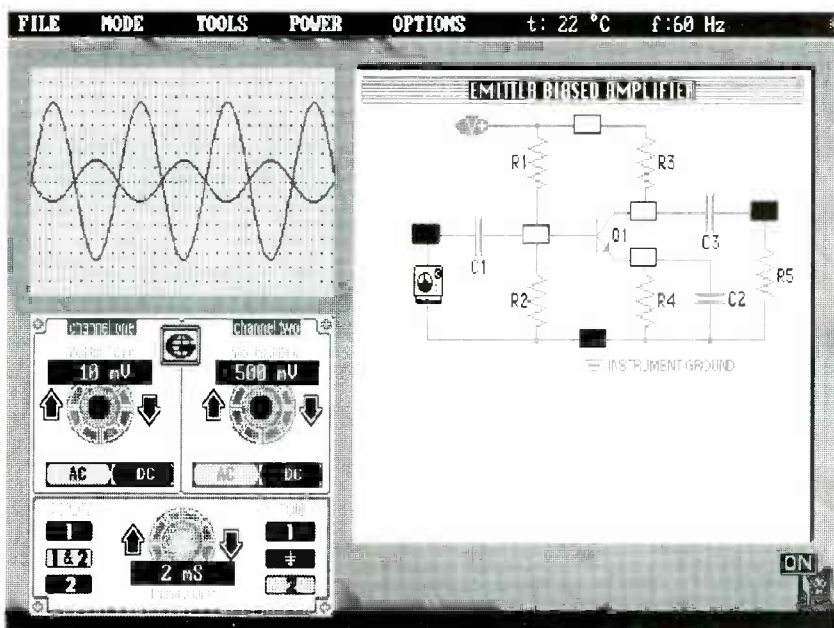 FILE MODE TOOLS POWER OPTIONS t: 22 °C f:60 Hz
EMITTER BIASED AMPLIFIER
R1
R3
Q1
C3
C1
R5
R2
R4
C2
INSTRUMENT GROUND
channel one
channel two
10 mV
500 mV
AC DC
AC DC
1
1
1 & 2
2
2 mS
2
ON